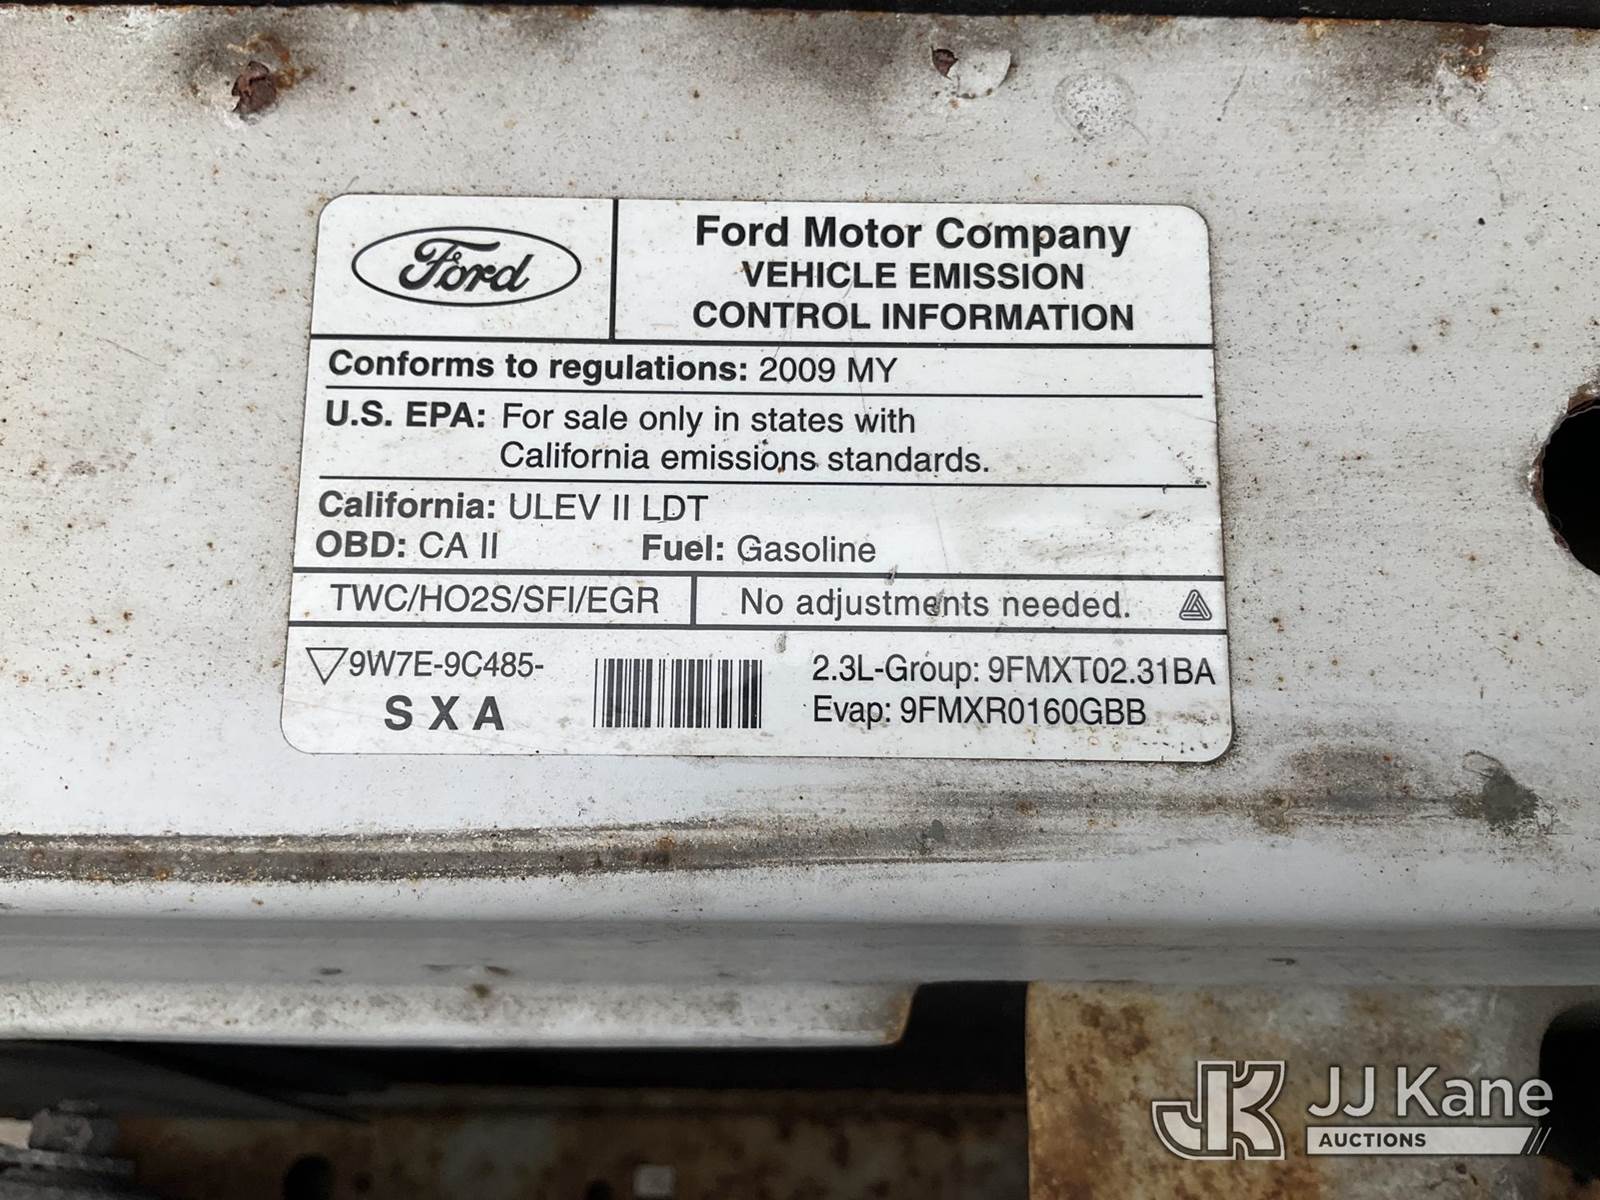 Ford
Ford Motor Company
VEHICLE EMISSION
CONTROL INFORMATION
Conforms to regulations: 2009 MY
U.S. EPA: For sale only in states with
California emissions standards.
California: ULEV II LDT
OBD: CA II Fuel: Gasoline
TWC/HO2S/SFI/EGR No adjustments needed.
9W7E-9C485-
SXA
2.3L-Group: 9FMXT02.31BA
Evap: 9FMXR0160GBB
JK JJ Kane
AUCTIONS